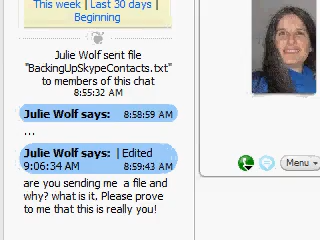 This week | Last 30 days |
Beginning
Julie Wolf sent file
"BackingUpSkypeContacts.txt"
to members of this chat
8:55:32 AM
Julie Wolf says: 8:58:59 AM
...
Julie Wolf says: | Edited
9:06:34 AM 8:59:43 AM
are you sending me a file and
why? what is it. Please prove
to me that this is really you!
Menu